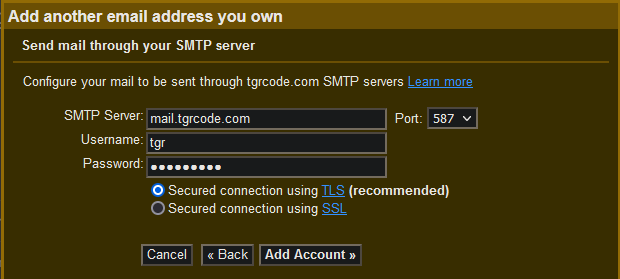 Add another email address you own
Send mail through your SMTP server
Configure your mail to be sent through tgrcode.com SMTP servers Learn more
SMTP Server: mail.tgrcode.com Port: 587
Username: tgr
Password: •••••••••
Secured connection using TLS (recommended)
Secured connection using SSL
Cancel « Back Add Account »